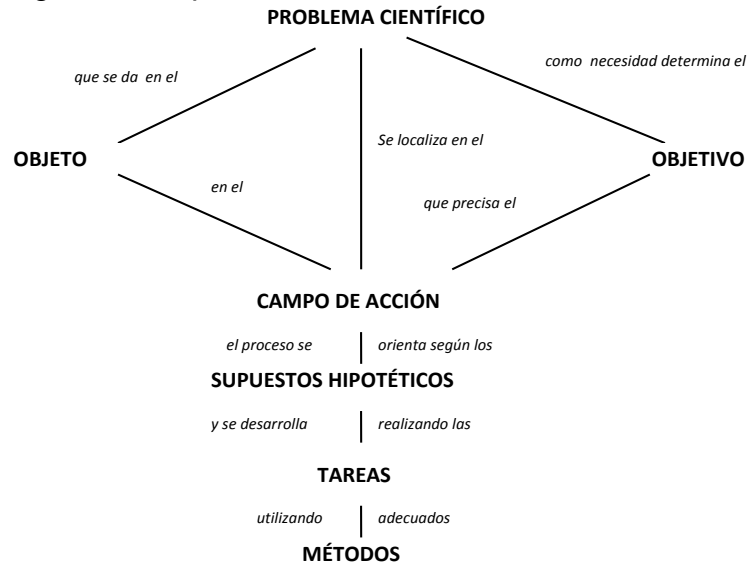 PROBLEMA CIENTÍFICO
como necesidad determina el
que se da en el
Se localiza en el
OBJETO
OBJETIVO
en el
que precisa el
CAMPO DE ACCIÓN
el proceso se orienta según los
SUPUESTOS HIPOTÉTICOS
y se desarrolla realizando las
TAREAS
utilizando adecuados
MÉTODOS